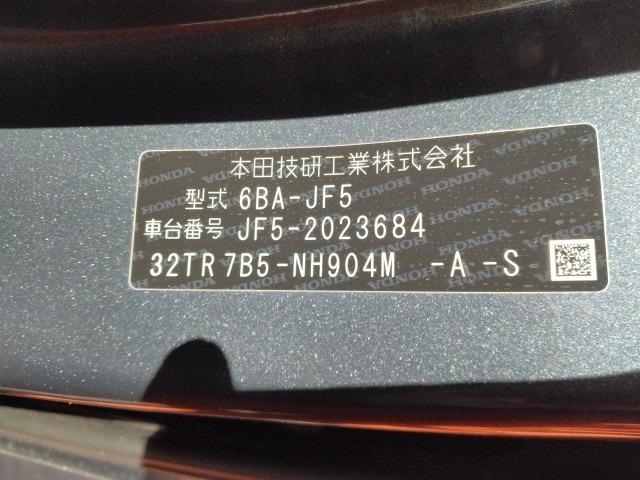 本田技研工業株式会社
型式 6BA-JF5
車台番号 JF5-2023684
32TR7B5-NH904M -A -S